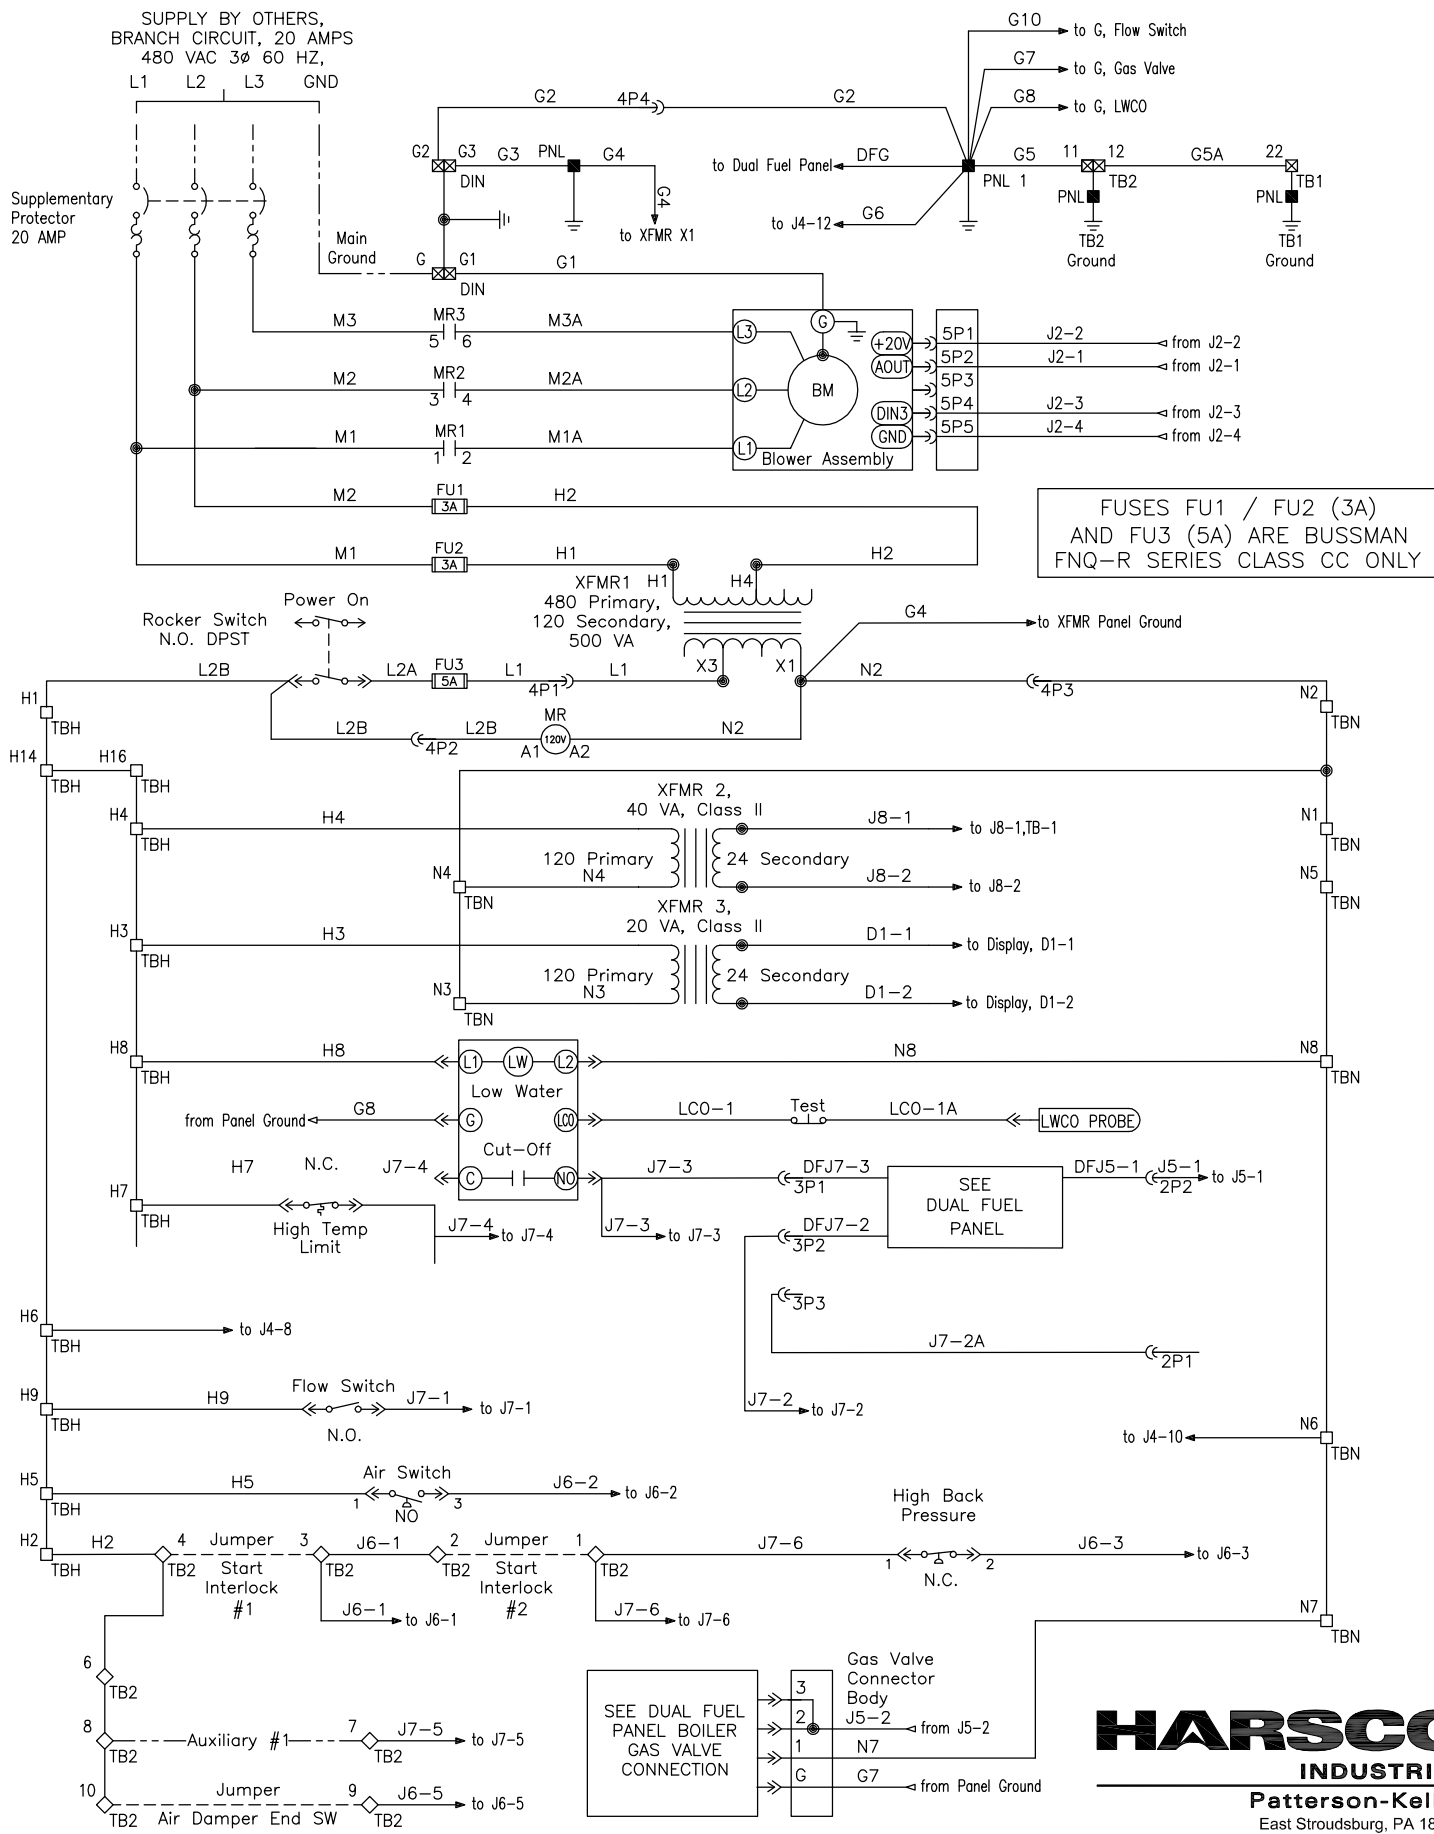 SUPPLY BY OTHERS,
BRANCH CIRCUIT, 20 AMPS
480 VAC 3ø 60 HZ,
L1 L2 L3 GND
G10 to G, Flow Switch
G7 to G, Gas Valve
G8 to G, LWCO
G2 4P4 G2
G2 G3 G3 PNL G4
DIN
G4
to XFMR X1
to Dual Fuel Panel DFG
PNL 1
G5 11 12 G5A 22
TB2 TB1
PNL PNL
to J4-12 G6
TB2
Ground
TB1
Ground
Supplementary
Protector
20 AMP
Main
Ground
G G1 G1
DIN
M3 MR3 M3A
5 6
M2 MR2 M2A
3 4
M1 MR1 M1A
1 2
L3
L2
L1
G
BM
Blower Assembly
+20V 5P1 J2-2 from J2-2
AOUT 5P2 J2-1 from J2-1
5P3
DIN3 5P4 J2-3 from J2-3
GND 5P5 J2-4 from J2-4
M2 FU1 H2
3A
M1 FU2 H1
3A
H2
FUSES FU1 / FU2 (3A)
AND FU3 (5A) ARE BUSSMAN
FNQ-R SERIES CLASS CC ONLY
XFMR1
480 Primary,
120 Secondary,
500 VA
H1 H4
X3 X1
G4
to XFMR Panel Ground
Power On
Rocker Switch
N.O. DPST
L2B L2A FU3 L1 L1
5A
4P1
N2
4P3
L2B L2B MR N2
4P2 A1 120V A2
H1
TBH
N2
TBN
H14
TBH
H16
TBH
XFMR 2,
40 VA, Class II
H4 H4 J8-1 to J8-1,TB-1
TBH
120 Primary 24 Secondary
N4 N4 J8-2 to J8-2
TBN
N1
TBN
N5
TBN
XFMR 3,
20 VA, Class II
H3 H3 D1-1 to Display, D1-1
TBH
120 Primary 24 Secondary
N3 N3 D1-2 to Display, D1-2
TBN
H8 H8 L1 LW L2 N8 N8
TBH TBN
Low Water
from Panel Ground G8 G LCO LCO-1 Test LCO-1A LWCO PROBE
Cut-Off
J7-4 C NO J7-3 DFJ7-3
3P1
SEE
DUAL FUEL
PANEL
DFJ5-1 J5-1 to J5-1
2P2
H7 H7 N.C.
TBH
High Temp
Limit
J7-4 to J7-4
J7-3 to J7-3
DFJ7-2
3P2
3P3
J7-2A
2P1
J7-2 to J7-2
H6 to J4-8
TBH
Flow Switch
H9 H9 J7-1 to J7-1
TBH
N.O.
to J4-10 N6
TBN
Air Switch
H5 H5 J6-2 to J6-2
TBH 1 NO 3
High Back
Pressure
H2 H2 4 Jumper 3 J6-1 2 Jumper 1 J7-6 J6-3 to J6-3
TBH TB2 TB2 TB2 TB2 1 2
N.C.
Start
Interlock
#1
Start
Interlock
#2
J6-1 to J6-1
J7-6 to J7-6
N7
TBN
6
TB2
8 Auxiliary #1 7 J7-5 to J7-5
TB2 TB2
10 Jumper 9 J6-5 to J6-5
TB2 Air Damper End SW TB2
SEE DUAL FUEL
PANEL BOILER
GAS VALVE
CONNECTION
Gas Valve
Connector
Body
3
2 J5-2 from J5-2
1 N7
G G7 from Panel Ground
HARSCO
INDUSTRI
Patterson-Kell
East Stroudsburg, PA 18